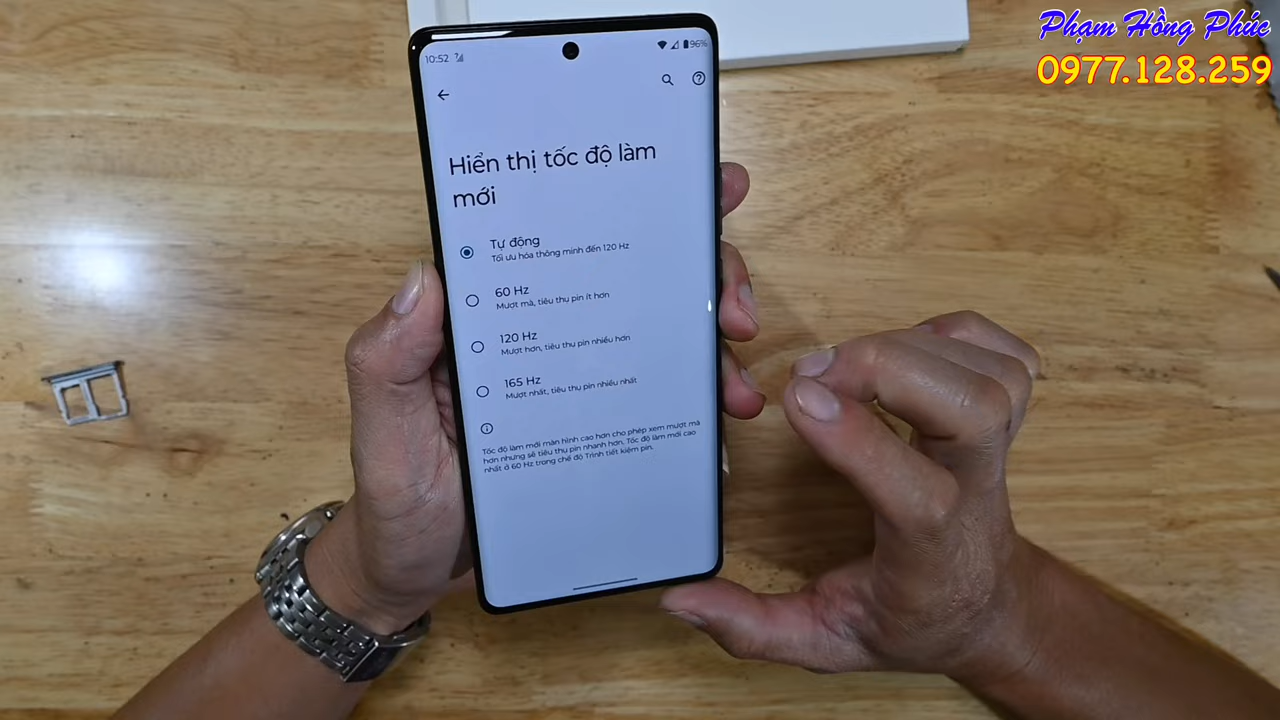 Phạm Hồng Phúc
0977.128.259
10:52
96%
Hiển thị tốc độ làm
mới
Tự động
Tối ưu hóa thông minh đến 120 Hz
60 Hz
Mượt mà, tiêu thụ pin ít hơn
120 Hz
Mượt hơn, tiêu thụ pin nhiều hơn
165 Hz
Mượt nhất, tiêu thụ pin nhiều nhất
Tốc độ làm mới màn hình cao hơn cho phép xem mượt mà
hơn nhưng sẽ tiêu thụ pin nhanh hơn. Tốc độ làm mới cao
nhất ở 60 Hz trong chế độ Trình tiết kiệm pin.